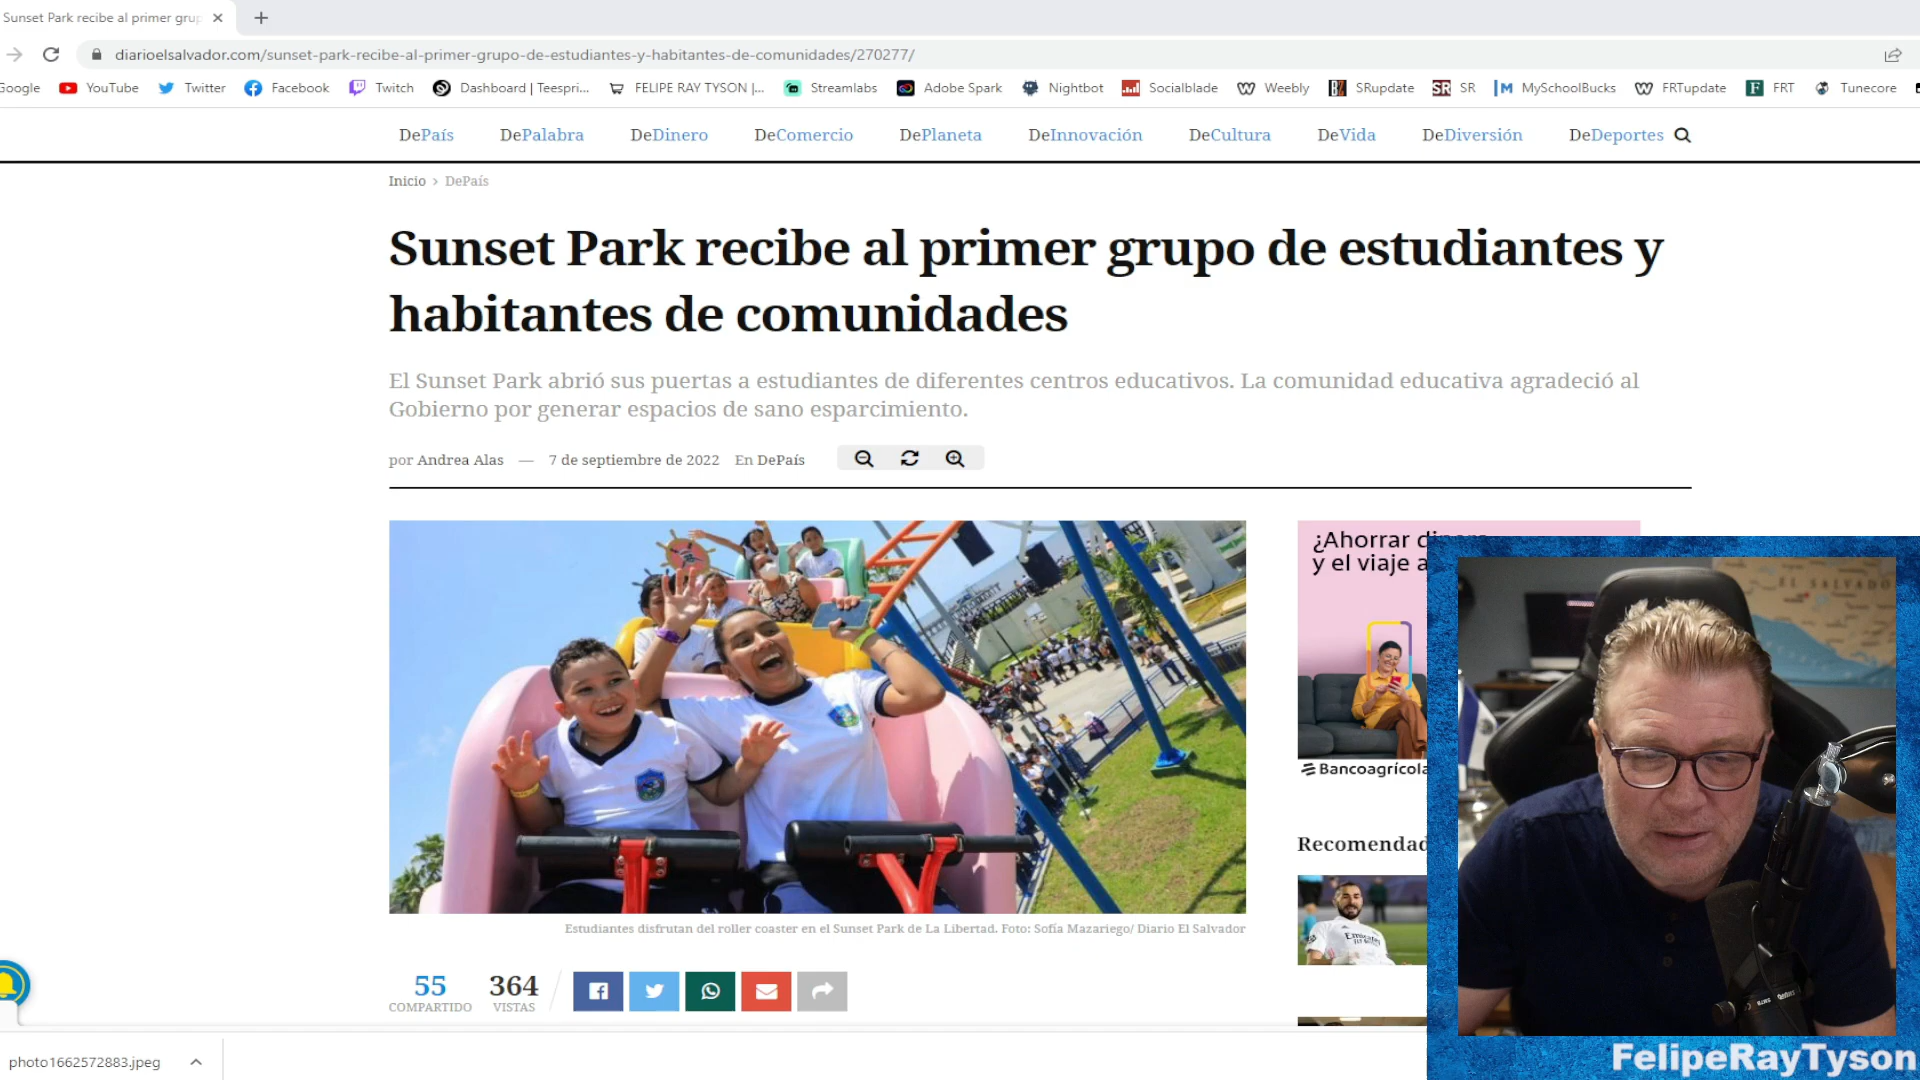 Sunset Park recibe al primer grup
diarioelsalvador.com/sunset-park-recibe-al-primer-grupo-de-estudiantes-y-habitantes-de-comunidades/270277/
Google YouTube Twitter Facebook Twitch Dashboard | Teespri... FELIPE RAY TYSON |... Streamlabs Adobe Spark Nightbot Socialblade Weebly SRupdate SR SR MySchoolBucks FRTupdate F FRT Tunecore
DePaís DePalabra DeDinero DeComercio DePlaneta DeInnovación DeCultura DeVida DeDiversión DeDeportes
Inicio > DePaís
Sunset Park recibe al primer grupo de estudiantes y
habitantes de comunidades
El Sunset Park abrió sus puertas a estudiantes de diferentes centros educativos. La comunidad educativa agradeció al
Gobierno por generar espacios de sano esparcimiento.
por Andrea Alas — 7 de septiembre de 2022 En DePaís
¿Ahorrar dinero
y el viaje a
Bancoagrícola
EL SALVADOR
Recomendad
Estudiantes disfrutan del roller coaster en el Sunset Park de La Libertad. Foto: Sofía Mazariego/ Diario El Salvador
55 364
COMPARTIDO VISTAS
FelipeRayTyson
photo1662572883.jpeg